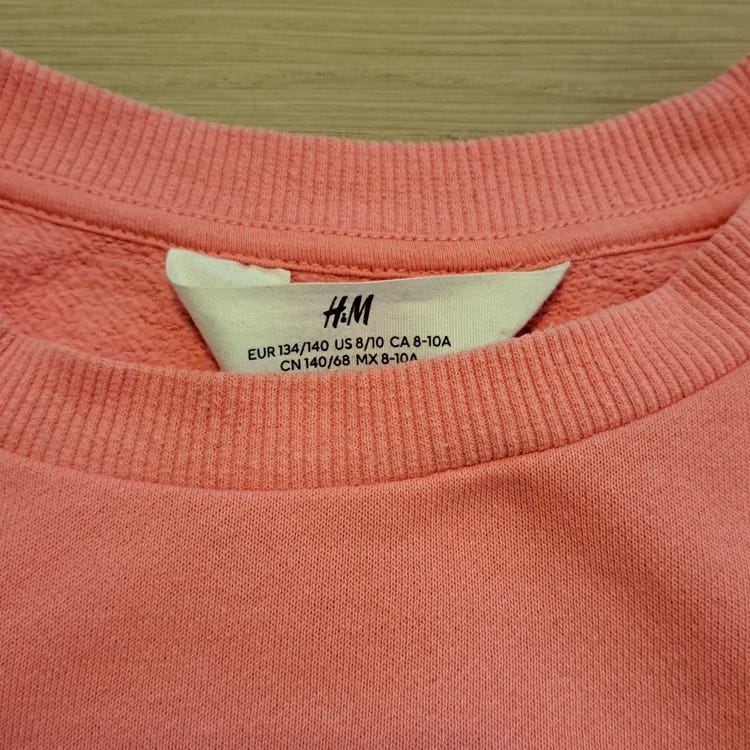 H&M
EUR 134/140 US 8/10 CA 8-10A
CN 140/68 MX 8-10A